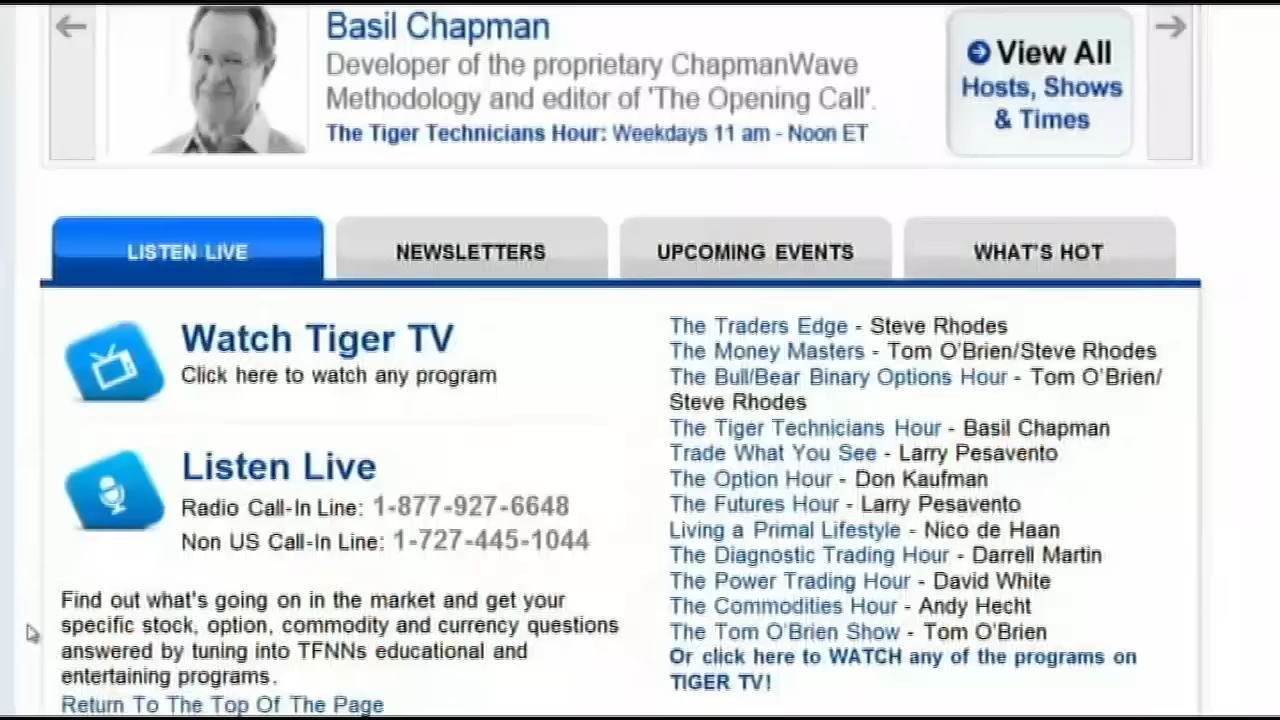 Basil Chapman
Developer of the proprietary ChapmanWave
Methodology and editor of 'The Opening Call'.
The Tiger Technicians Hour: Weekdays 11 am - Noon ET
View All
Hosts, Shows
& Times
LISTEN LIVE
NEWSLETTERS
UPCOMING EVENTS
WHAT'S HOT
Watch Tiger TV
Click here to watch any program
Listen Live
Radio Call-In Line: 1-877-927-6648
Non US Call-In Line: 1-727-445-1044
Find out what's going on in the market and get your
specific stock, option, commodity and currency questions
answered by tuning into TFNNs educational and
entertaining programs.
Return To The Top Of The Page
The Traders Edge - Steve Rhodes
The Money Masters - Tom O'Brien/Steve Rhodes
The Bull/Bear Binary Options Hour - Tom O'Brien/
Steve Rhodes
The Tiger Technicians Hour - Basil Chapman
Trade What You See - Larry Pesavento
The Option Hour - Don Kaufman
The Futures Hour - Larry Pesavento
Living a Primal Lifestyle - Nico de Haan
The Diagnostic Trading Hour - Darrell Martin
The Power Trading Hour - David White
The Commodities Hour - Andy Hecht
The Tom O'Brien Show - Tom O'Brien
Or click here to WATCH any of the programs on
TIGER TV!